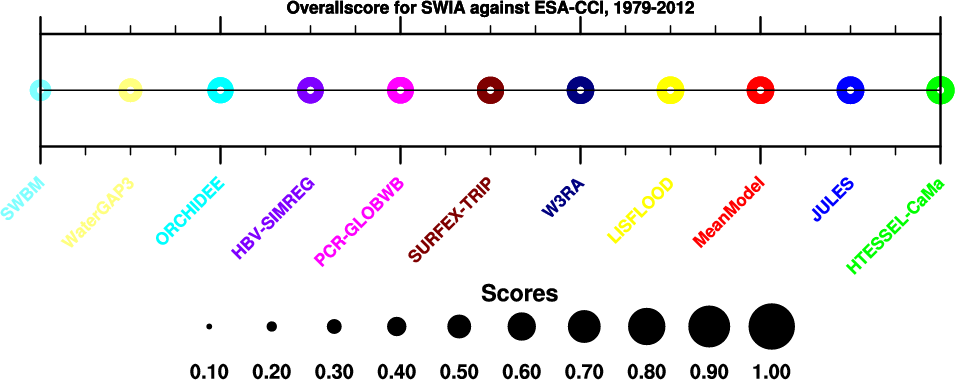 Overallscore for SWIA against ESA-CCI, 1979-2012
SWBM
WaterGAP3
ORCHIDEE
HBV-SIMREG
PCR-GLOBWB
SURFEX-TRIP
W3RA
LISFLOOD
MeanModel
JULES
HTESSEL-CaMa
Scores
0.10 0.20 0.30 0.40 0.50 0.60 0.70 0.80 0.90 1.00